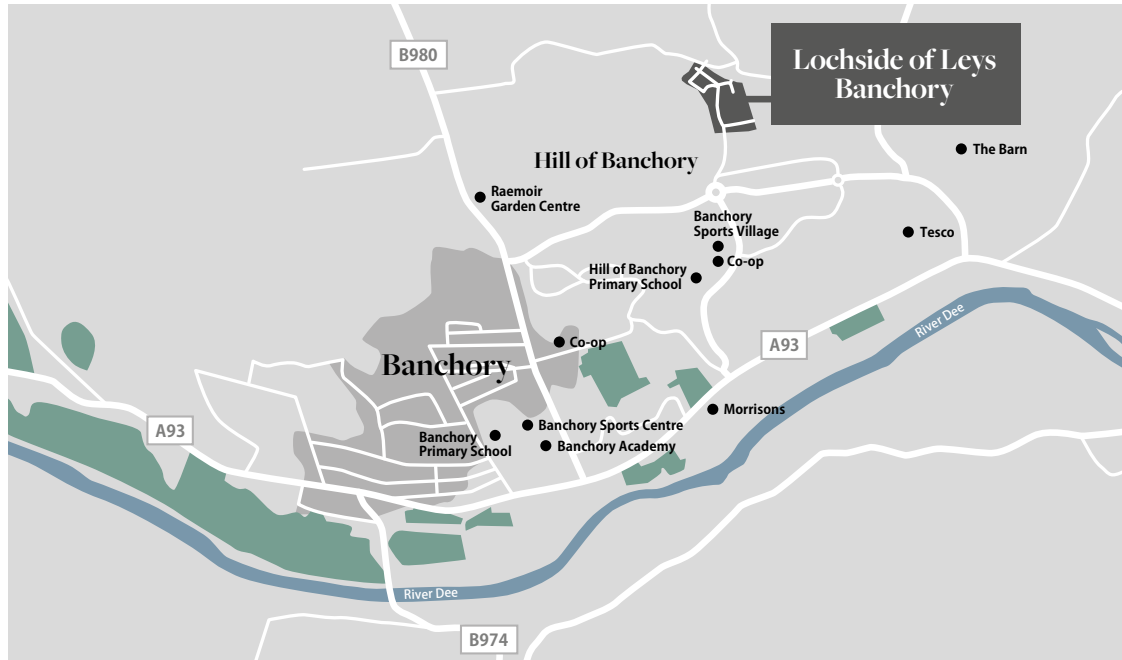 B980
Lochside of Leys
Banchory
The Barn
Hill of Banchory
Raemoir
Garden Centre
Banchory
Sports Village
Tesco
Co-op
Hill of Banchory
Primary School
River Dee
A93
Co-op
Banchory
Morrisons
A93
Banchory Sports Centre
Banchory
Primary School
Banchory Academy
River Dee
B974